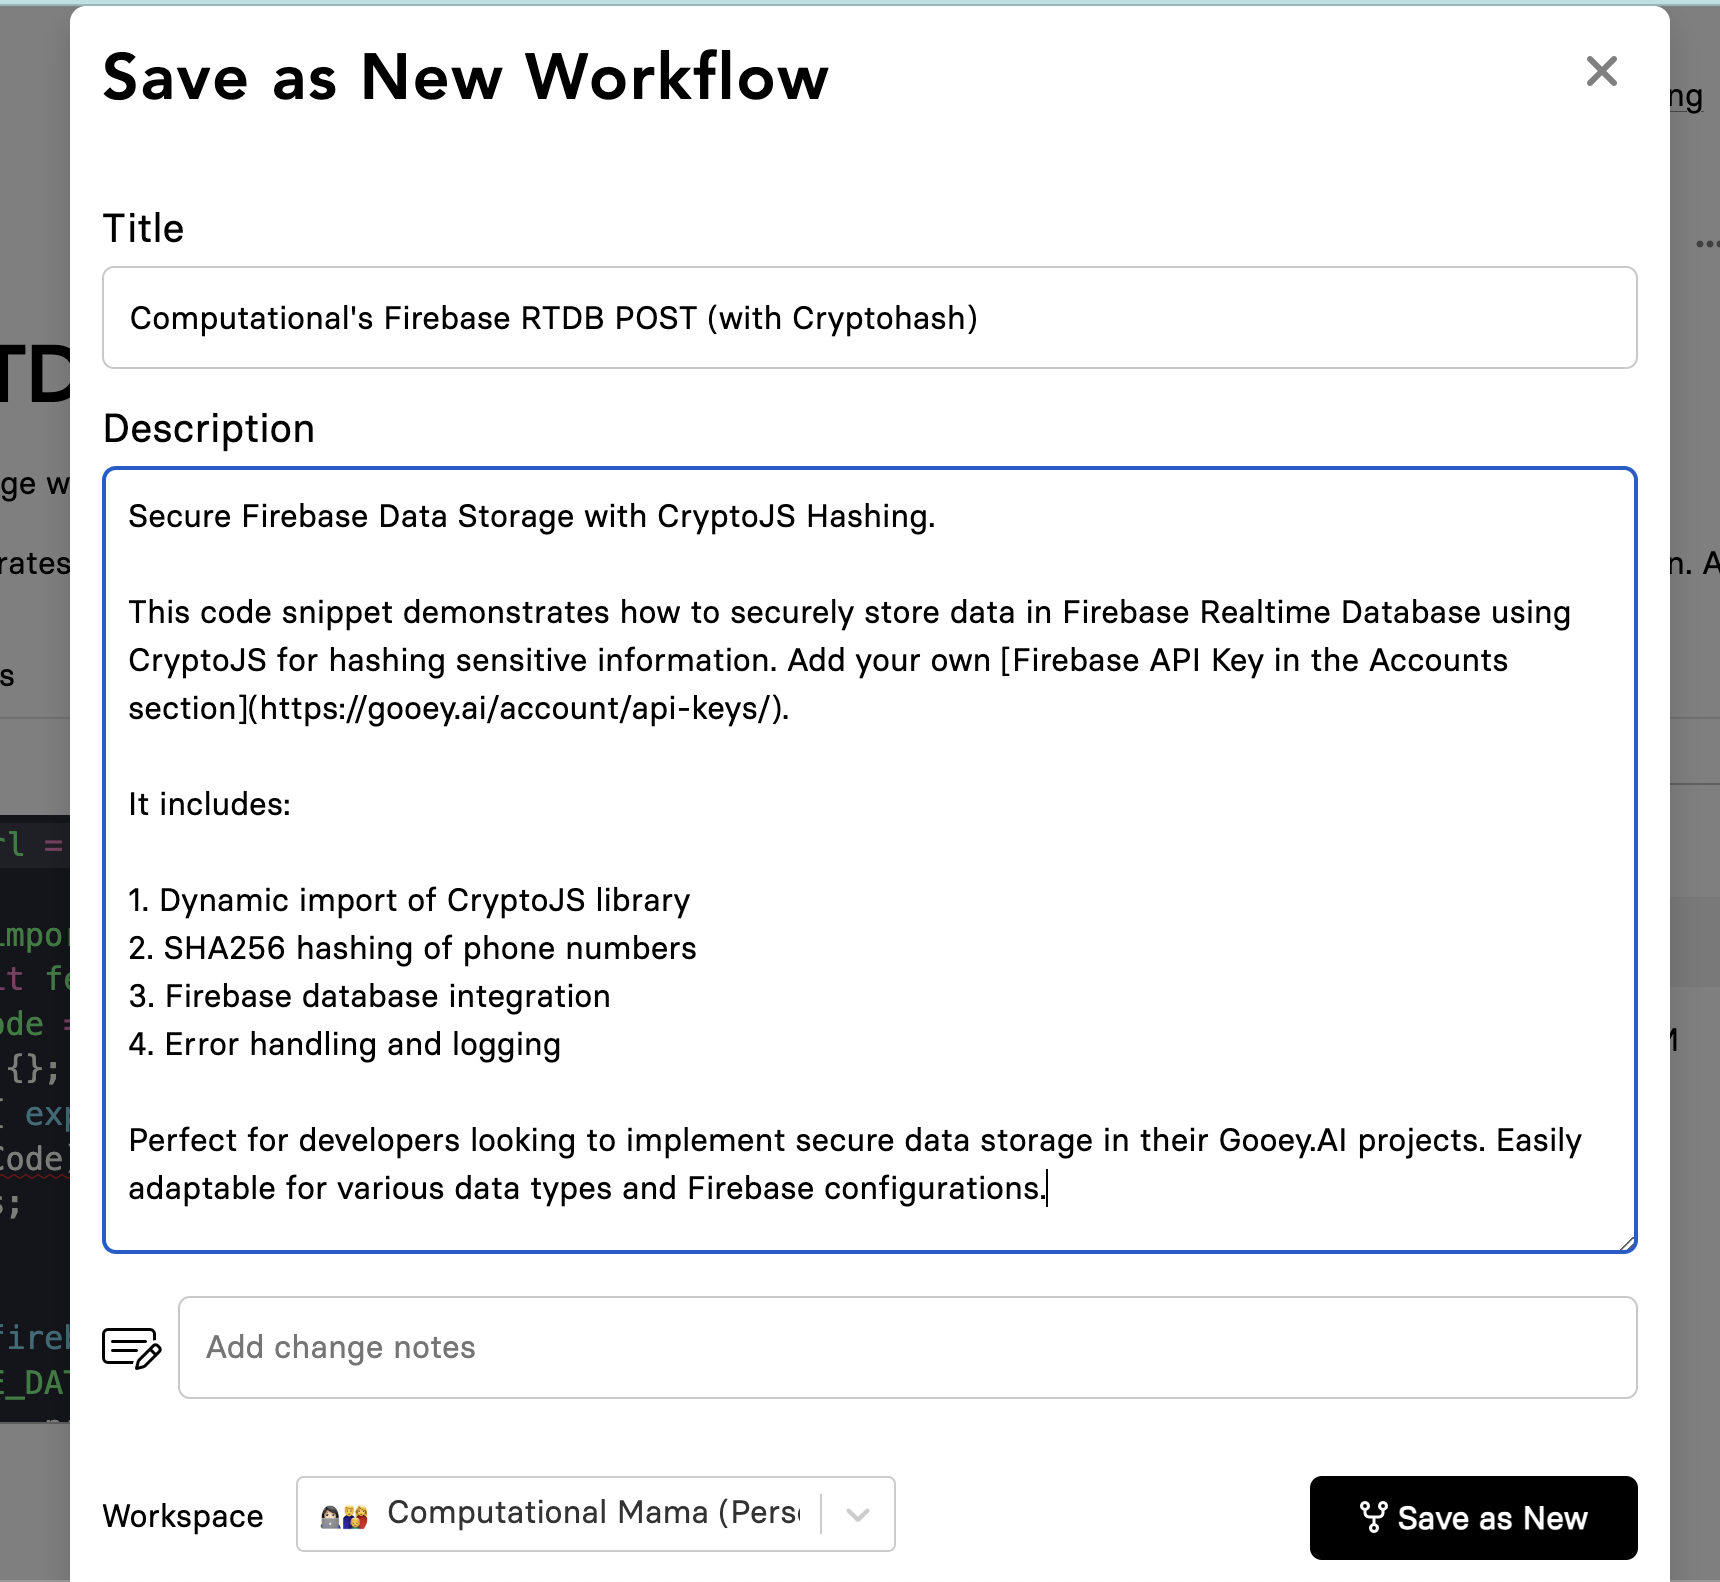 Save as New Workflow
ng
Title
Computational's Firebase RTDB POST (with Cryptohash)
Description
ge w
rates
n. A
s
Secure Firebase Data Storage with CryptoJS Hashing.
This code snippet demonstrates how to securely store data in Firebase Realtime Database using
CryptoJS for hashing sensitive information. Add your own [Firebase API Key in the Accounts
section](https://gooey.ai/account/api-keys/).
It includes:
1. Dynamic import of CryptoJS library
2. SHA256 hashing of phone numbers
3. Firebase database integration
4. Error handling and logging
Perfect for developers looking to implement secure data storage in their Gooey.AI projects. Easily
adaptable for various data types and Firebase configurations.
rl =
{};
Add change notes
Workspace
Computational Mama (Pers
Save as New